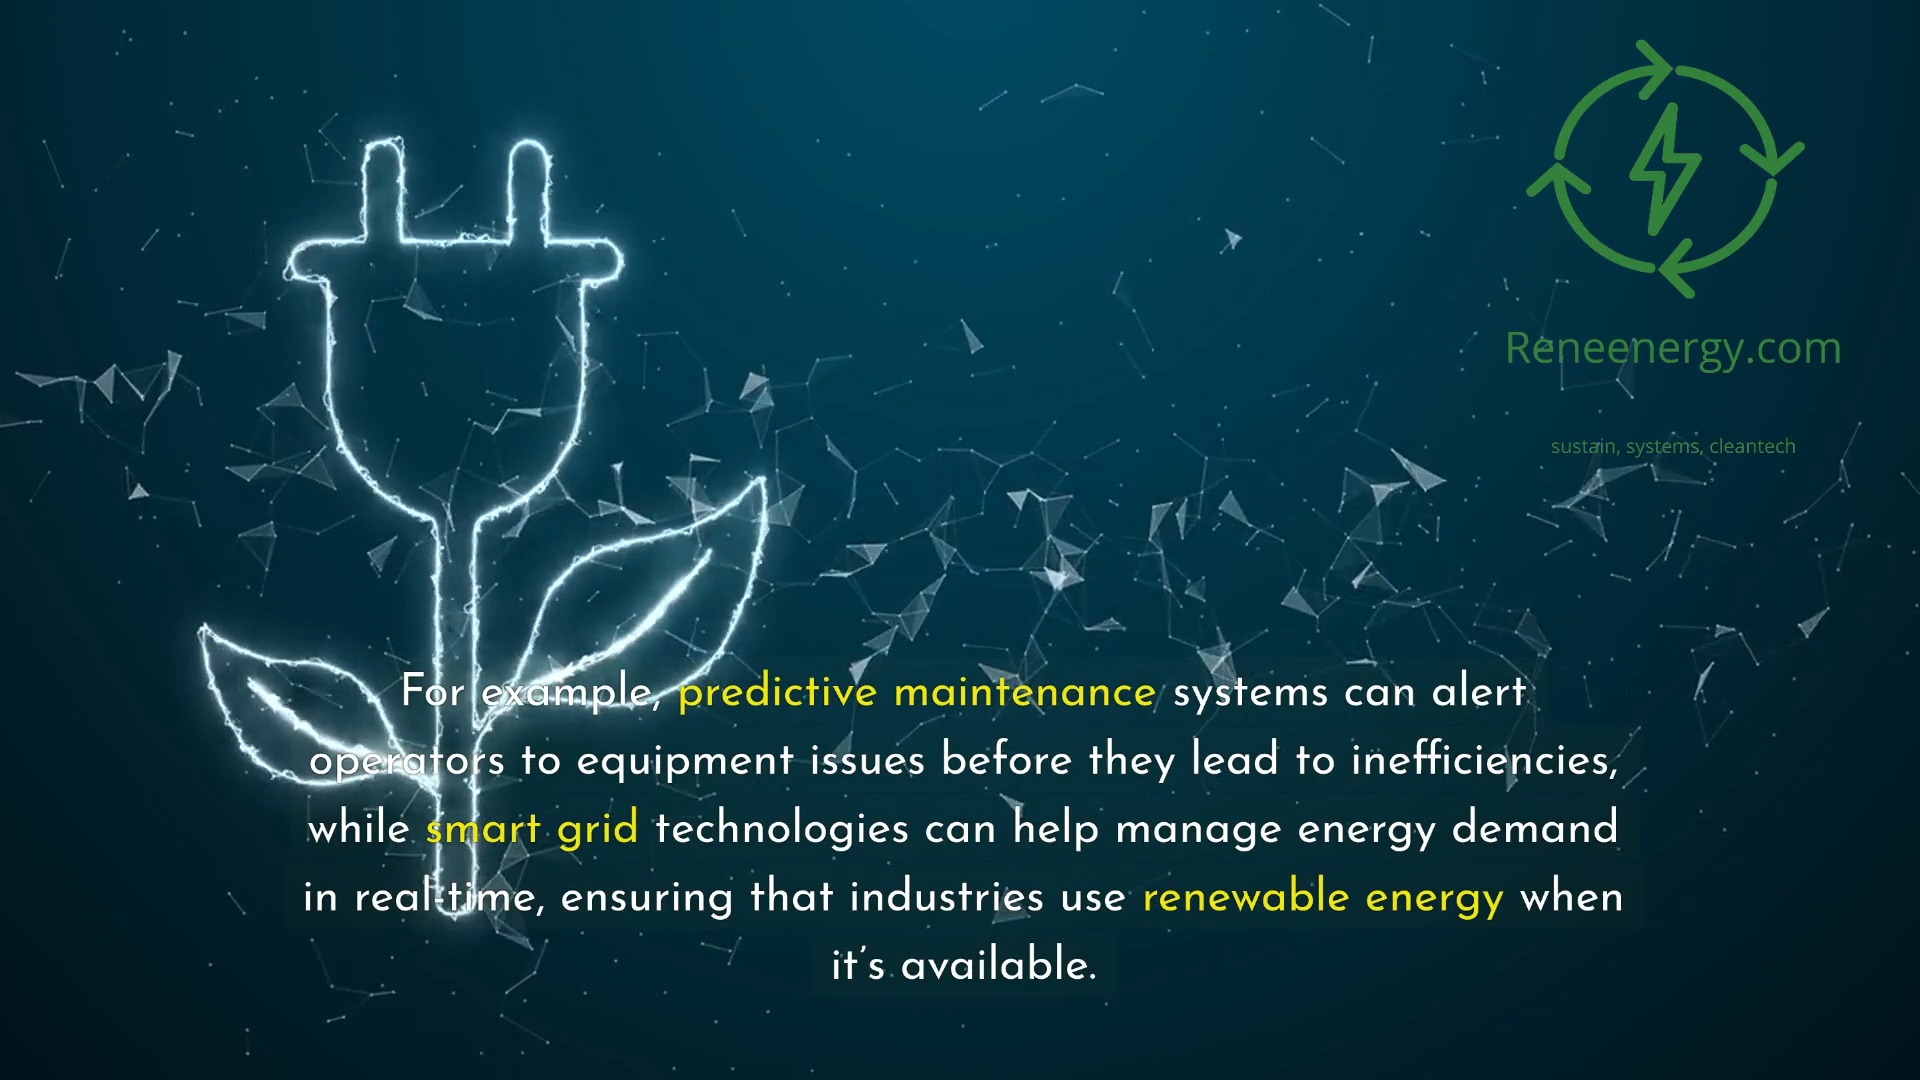 Reneenergy.com
sustain, systems, cleantech
For example, predictive maintenance systems can alert
operators to equipment issues before they lead to inefficiencies,
while smart grid technologies can help manage energy demand
in real-time, ensuring that industries use renewable energy when
it’s available.